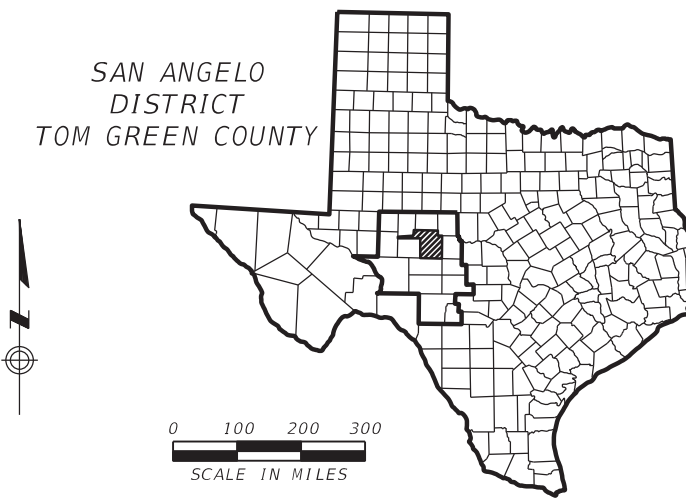 SAN ANGELO
DISTRICT
TOM GREEN COUNTY
N
0 100 200 300
SCALE IN MILES